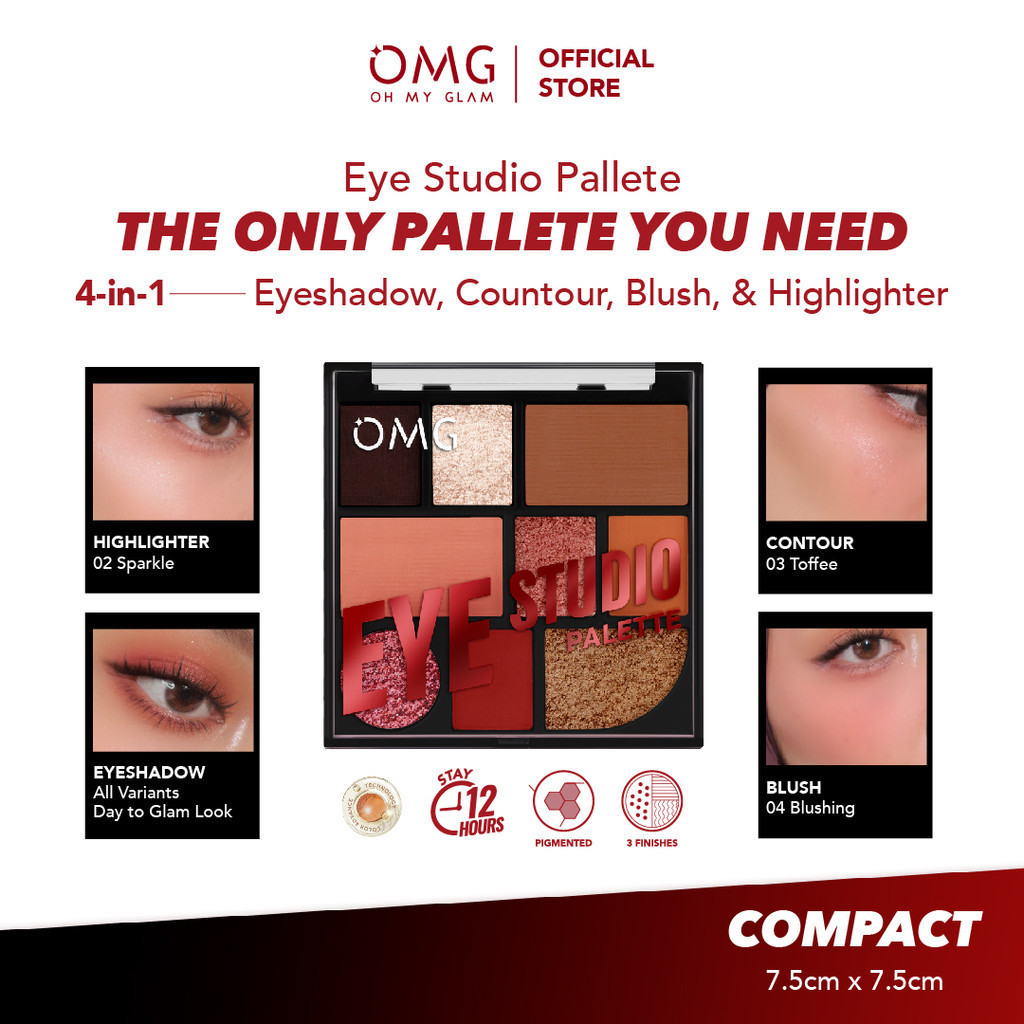 OMG
OH MY GLAM
OFFICIAL
STORE
Eye Studio Pallete
THE ONLY PALLETE YOU NEED
4-in-1 Eyeshadow, Countour, Blush, & Highlighter
HIGHLIGHTER
02 Sparkle
EYESHADOW
All Variants
Day to Glam Look
OMG
EYE STUDIO
PALETTE
CONTOUR
03 Toffee
BLUSH
04 Blushing
TECHNOLOGY
STAY
12
HOURS
PIGMENTED
3 FINISHES
COMPACT
7.5cm x 7.5cm